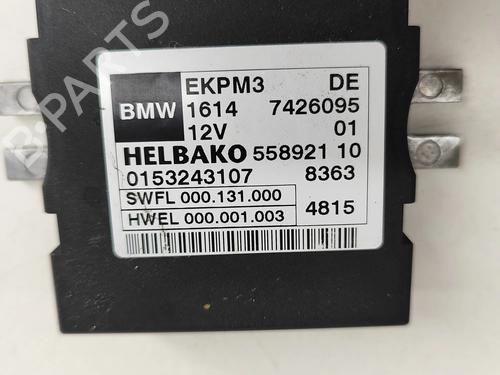 EKPM3 DE
BMW 1614 7426095
12V 01
HELBAKO 558921 10
0153243107 8363
SWFL 000.131.000
HWEL 000.001.003 4815
B-PARTS